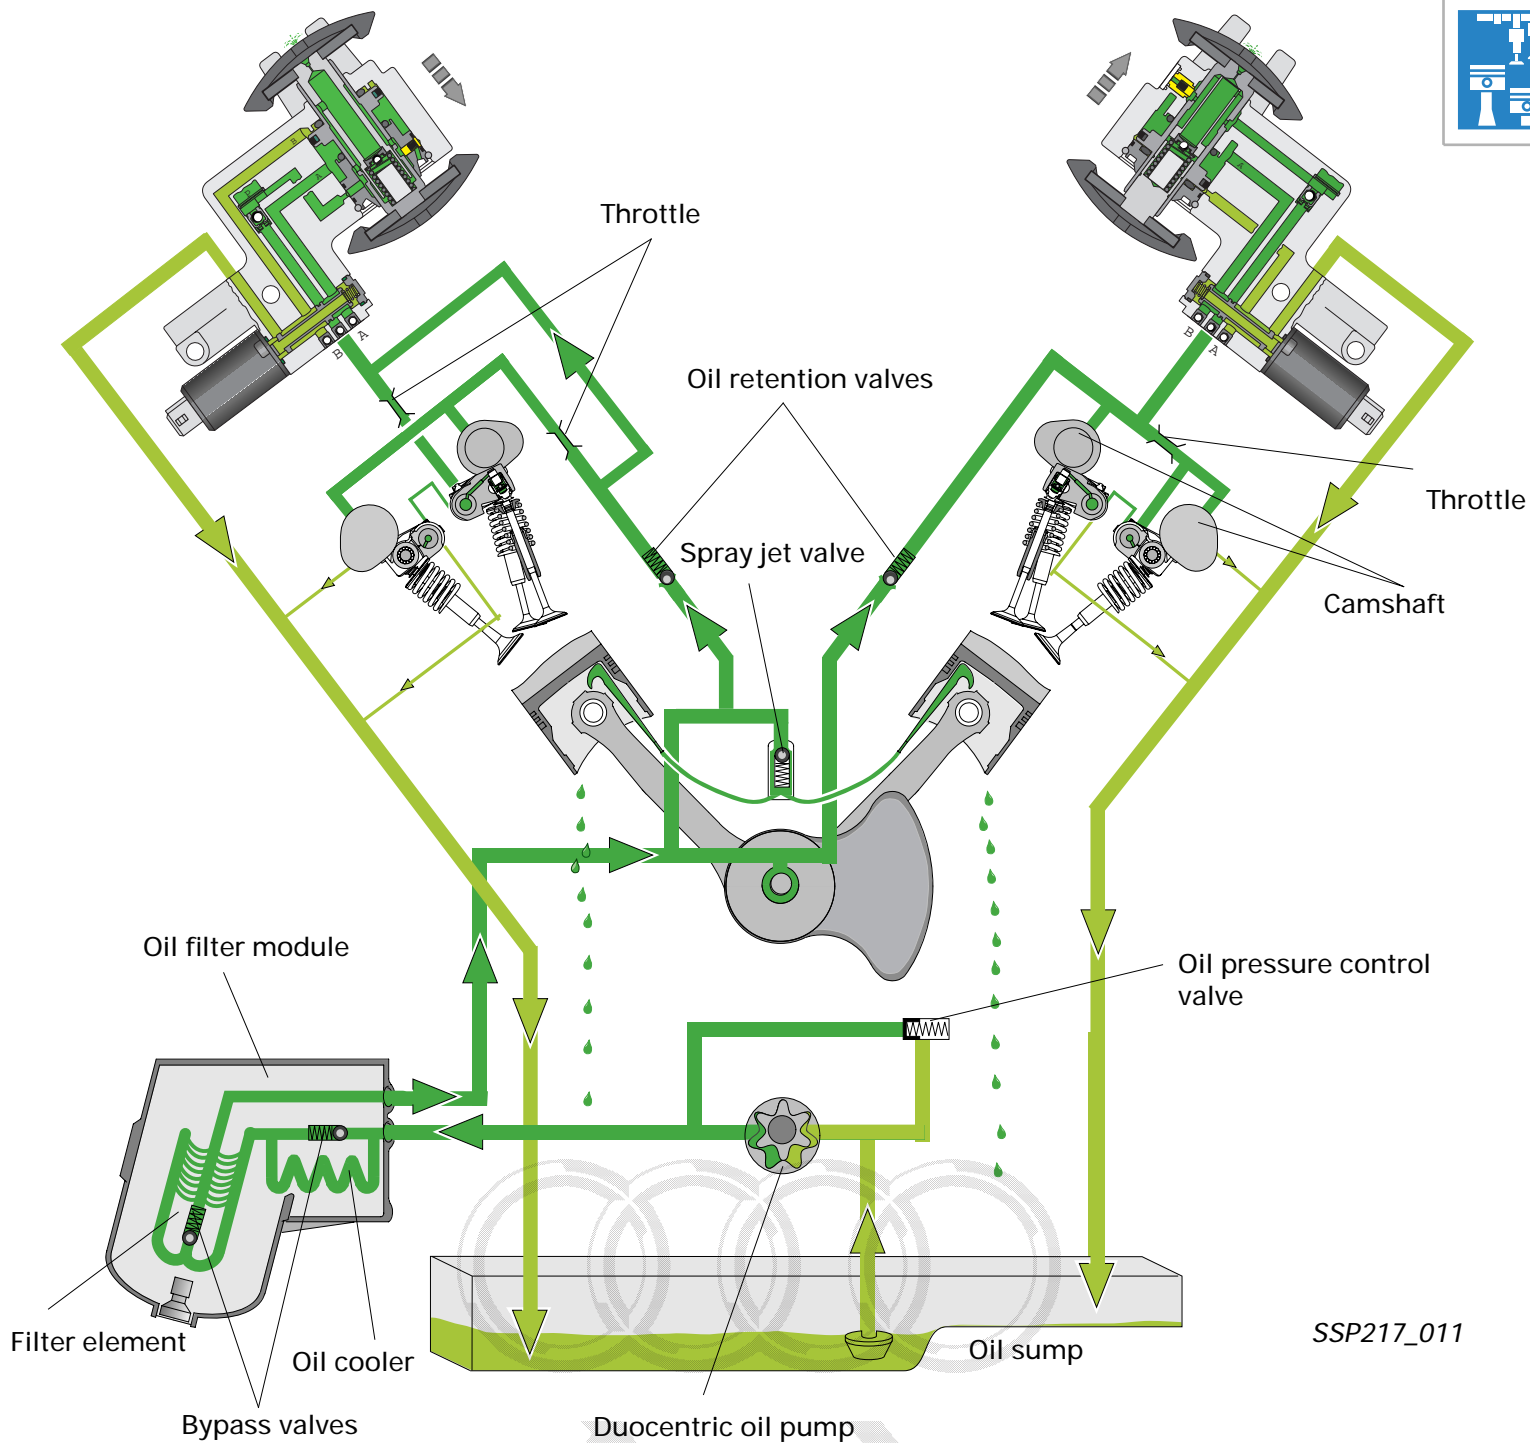 Throttle
Oil retention valves
Throttle
Spray jet valve
Camshaft
Oil filter module
Oil pressure control
valve
Filter element
Oil cooler
Oil sump
SSP217_011
Bypass valves
Duocentric oil pump
B
A
B
A
B
A
P
A